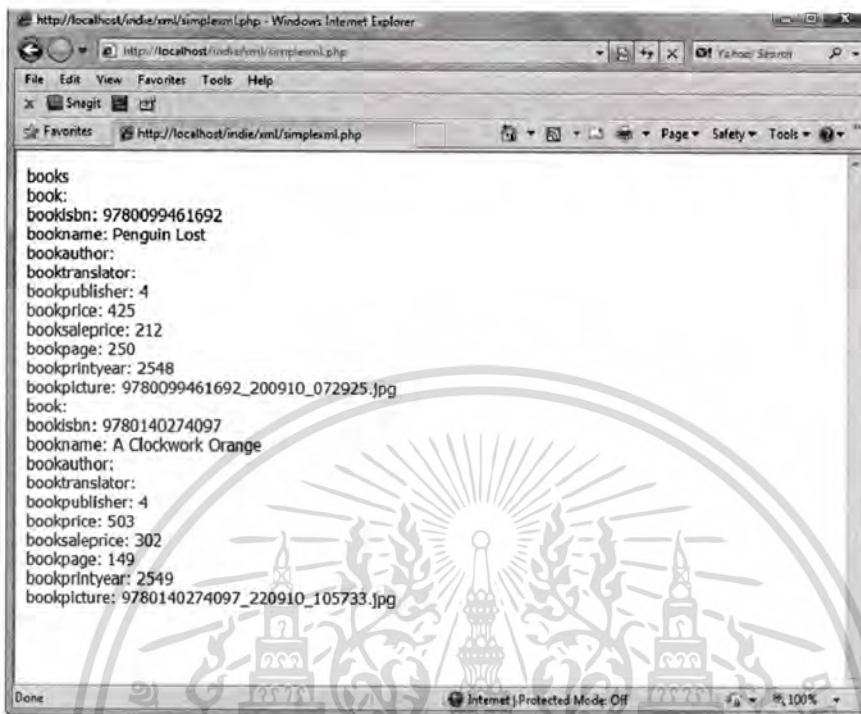 http://localhost/indie/xml/simplexml.php - Windows Internet Explorer
http://localhost/indie/xml/simplexml.php
Yahoo! Search
File Edit View Favorites Tools Help
x Snagit
Favorites http://localhost/indie/xml/simplexml.php Page Safety Tools
books
book:
bookisbn: 9780099461692
bookname: Penguin Lost
bookauthor:
booktranslator:
bookpublisher: 4
bookprice: 425
booksaleprice: 212
bookpage: 250
bookprintyear: 2548
bookpicture: 9780099461692_200910_072925.jpg
book:
bookisbn: 9780140274097
bookname: A Clockwork Orange
bookauthor:
booktranslator:
bookpublisher: 4
bookprice: 503
booksaleprice: 302
bookpage: 149
bookprintyear: 2549
bookpicture: 9780140274097_220910_105733.jpg
Done Internet | Protected Mode: Off 100%